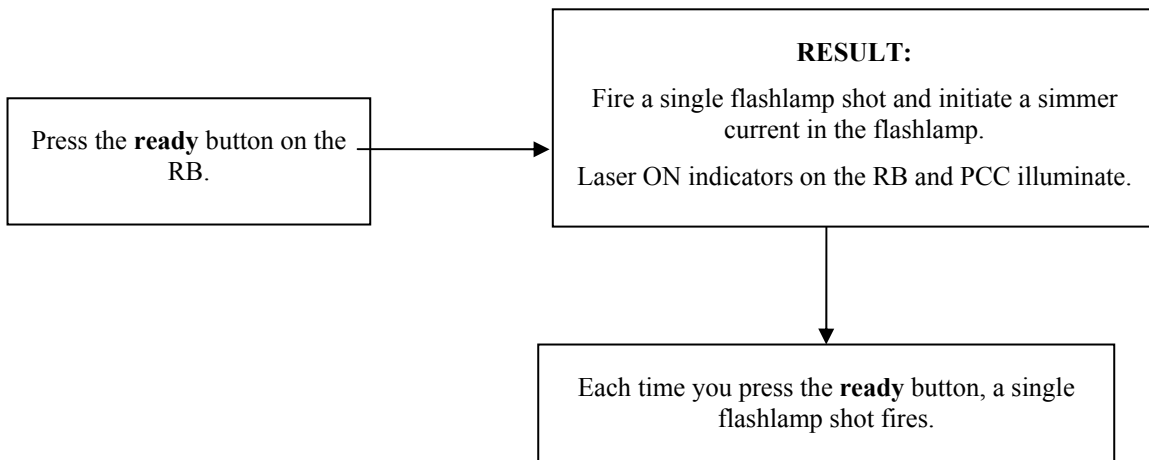 Press the ready button on the
RB.
RESULT:
Fire a single flashlamp shot and initiate a simmer
current in the flashlamp.
Laser ON indicators on the RB and PCC illuminate.
Each time you press the ready button, a single
flashlamp shot fires.